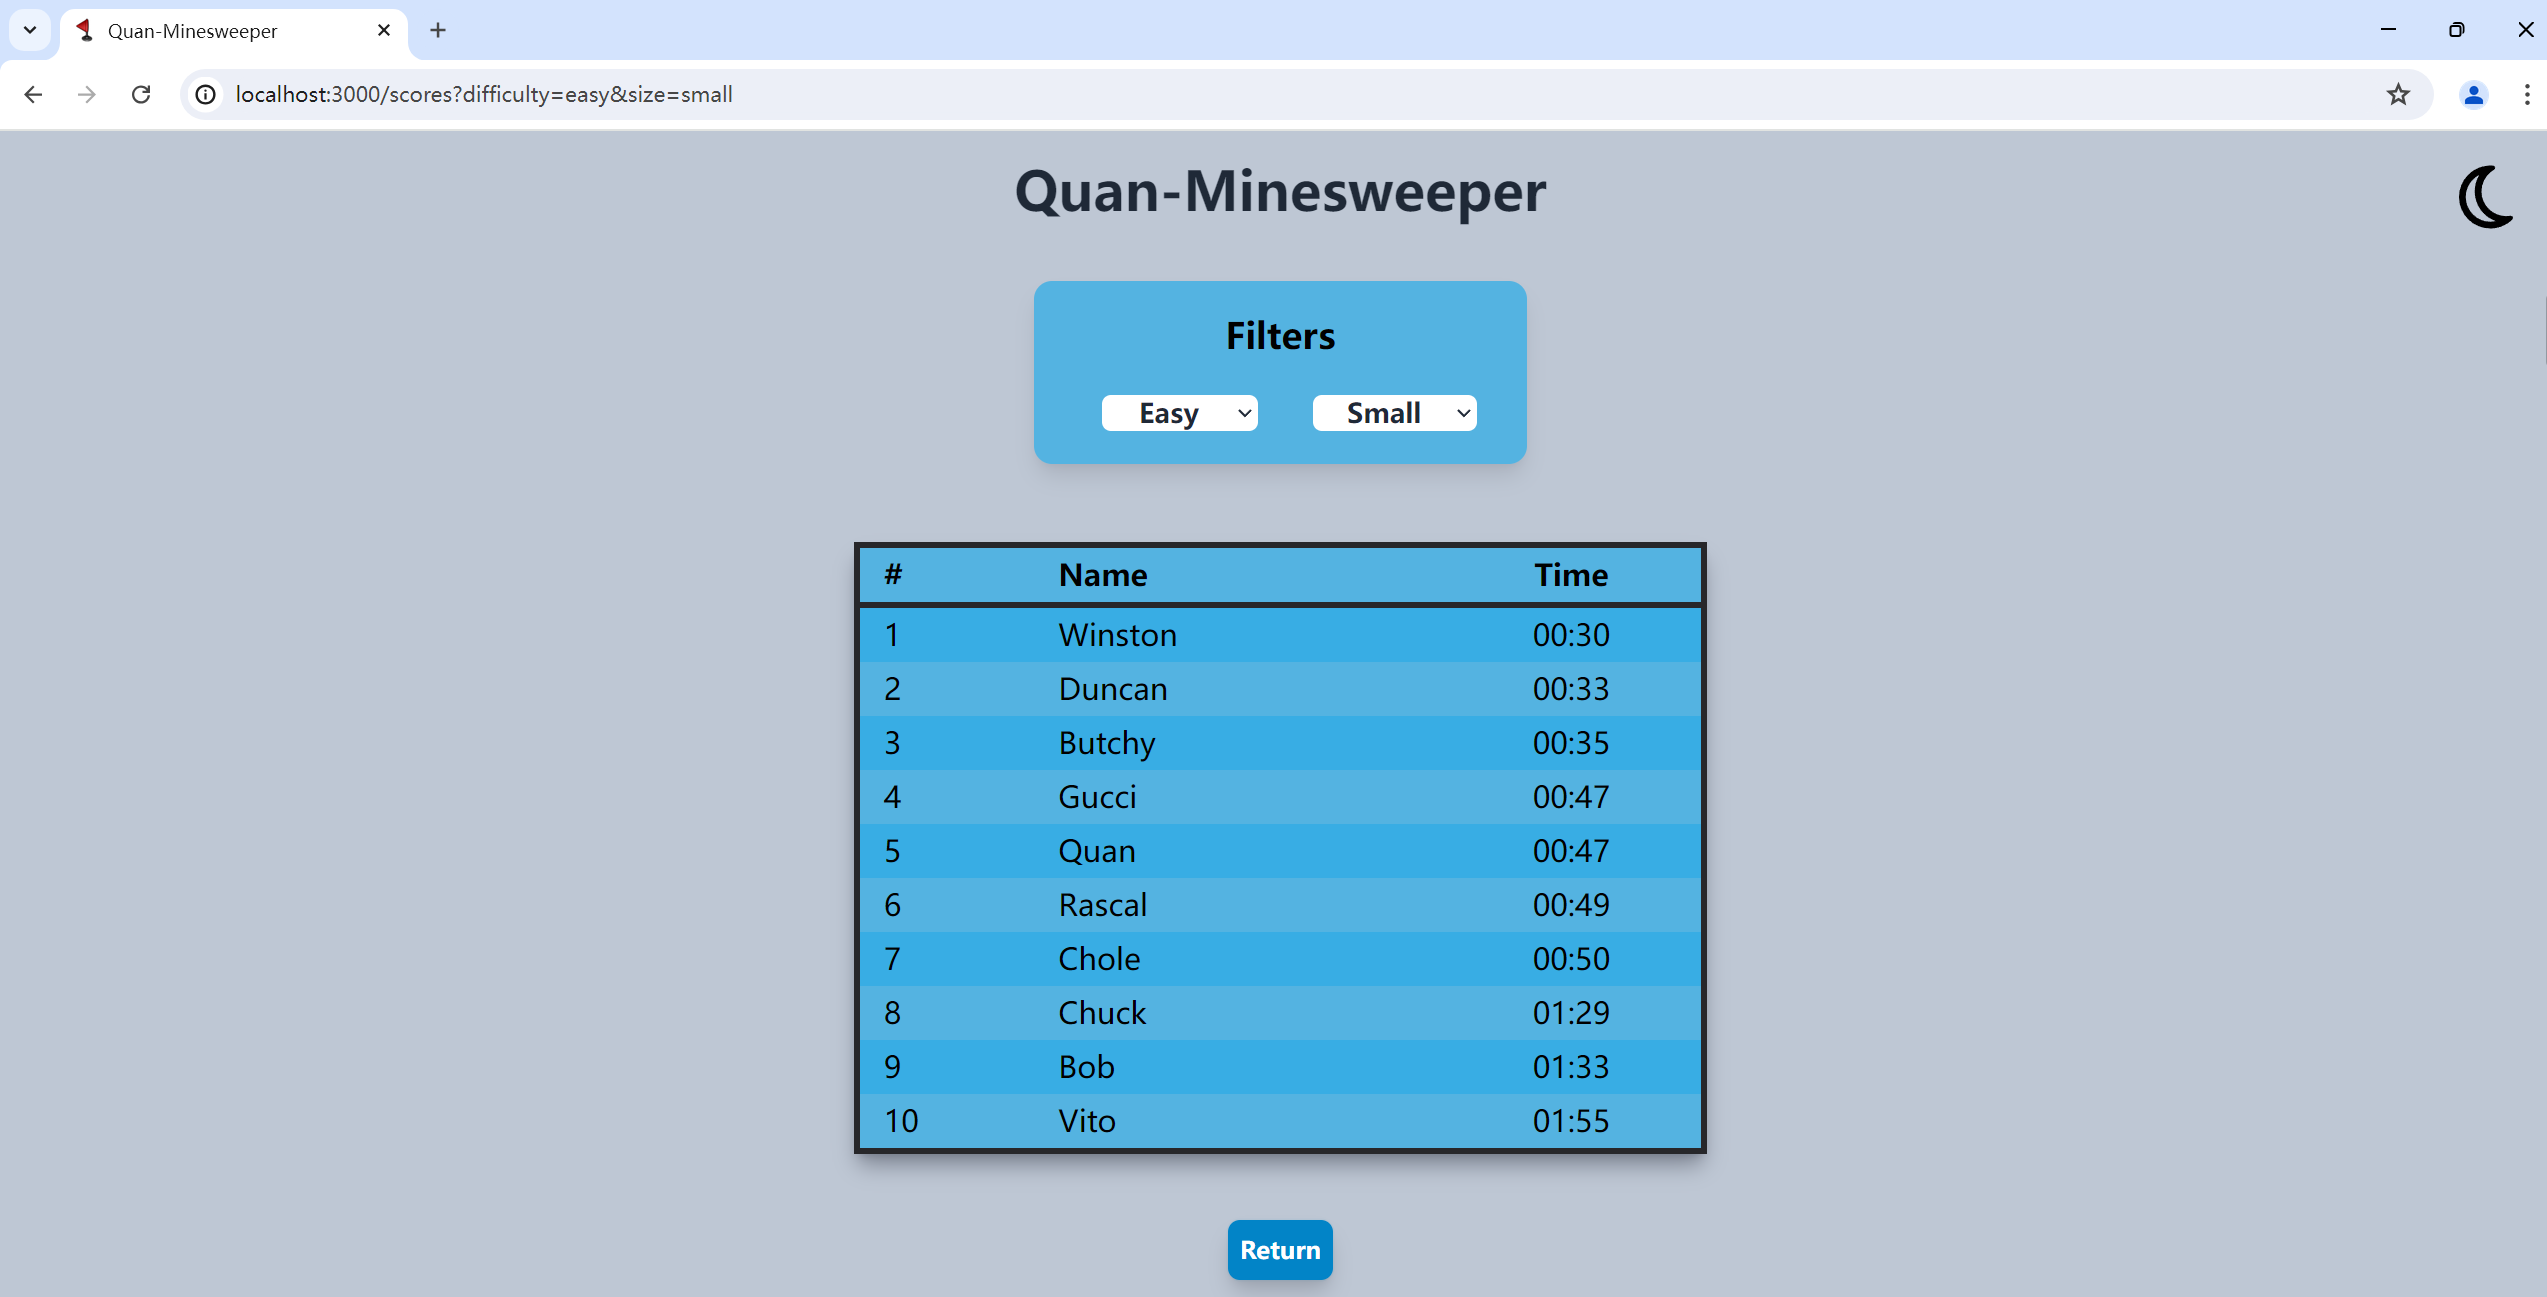 Quan-Minesweeper
localhost:3000/scores?difficulty=easy&size=small
Quan-Minesweeper
Filters
Easy Small
# Name Time
1 Winston 00:30
2 Duncan 00:33
3 Butchy 00:35
4 Gucci 00:47
5 Quan 00:47
6 Rascal 00:49
7 Chole 00:50
8 Chuck 01:29
9 Bob 01:33
10 Vito 01:55
Return